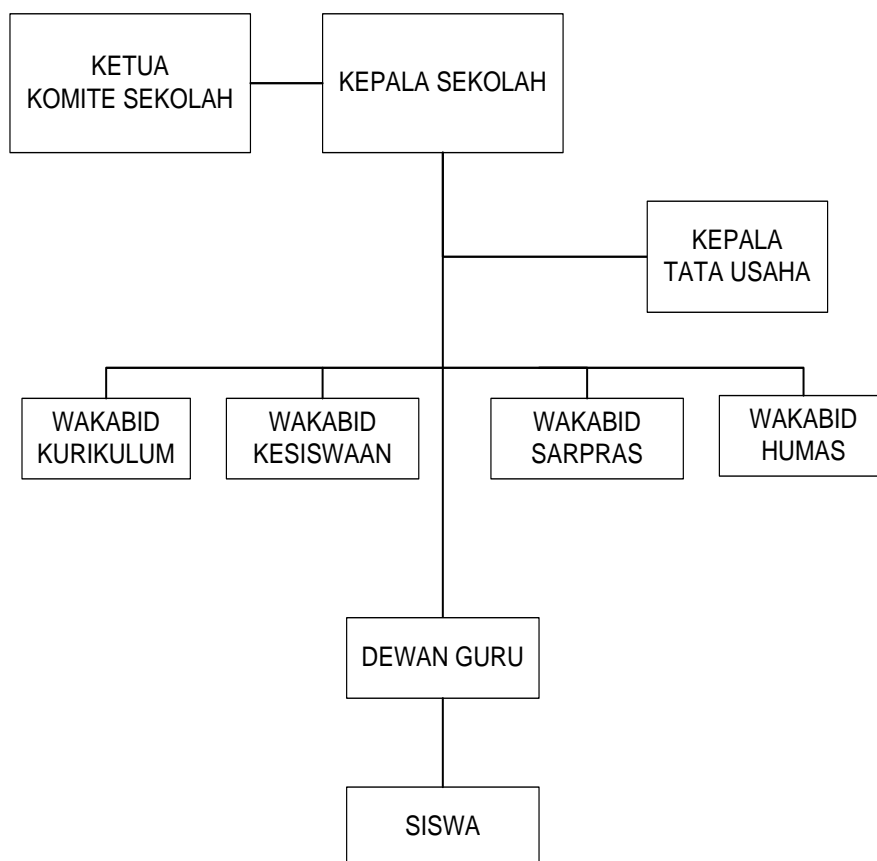 KETUA
KOMITE SEKOLAH
KEPALA SEKOLAH
KEPALA
TATA USAHA
WAKABID
KURIKULUM
WAKABID
KESISWAAN
WAKABID
SARPRAS
WAKABID
HUMAS
DEWAN GURU
SISWA